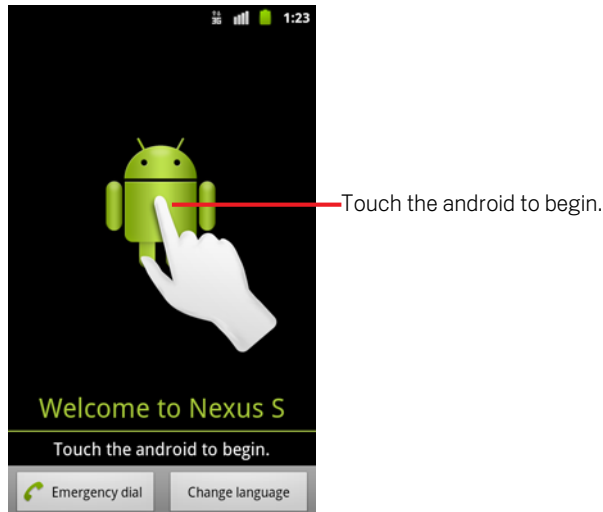 3G 1:23
Touch the android to begin.
Welcome to Nexus S
Touch the android to begin.
Emergency dial Change language